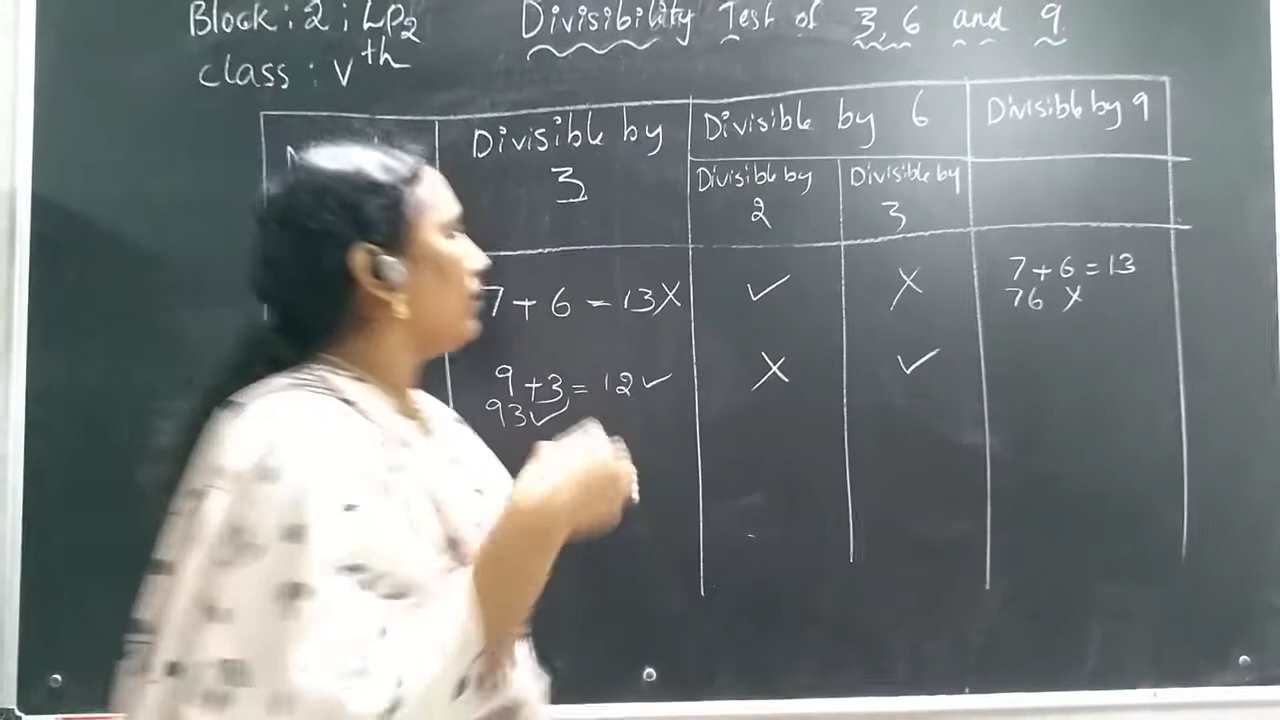 Block: 2 ; Lp2
Divisibility Test of 3, 6 and 9
class : Vth
Divisible by
3
Divisible by 6
Divisible by 9
Divisible by
2
Divisible by
3
7 + 6 = 13 X
✓
X
7 + 6 = 13
76 X
9 + 3 = 12 ✓
93 ✓
X
✓